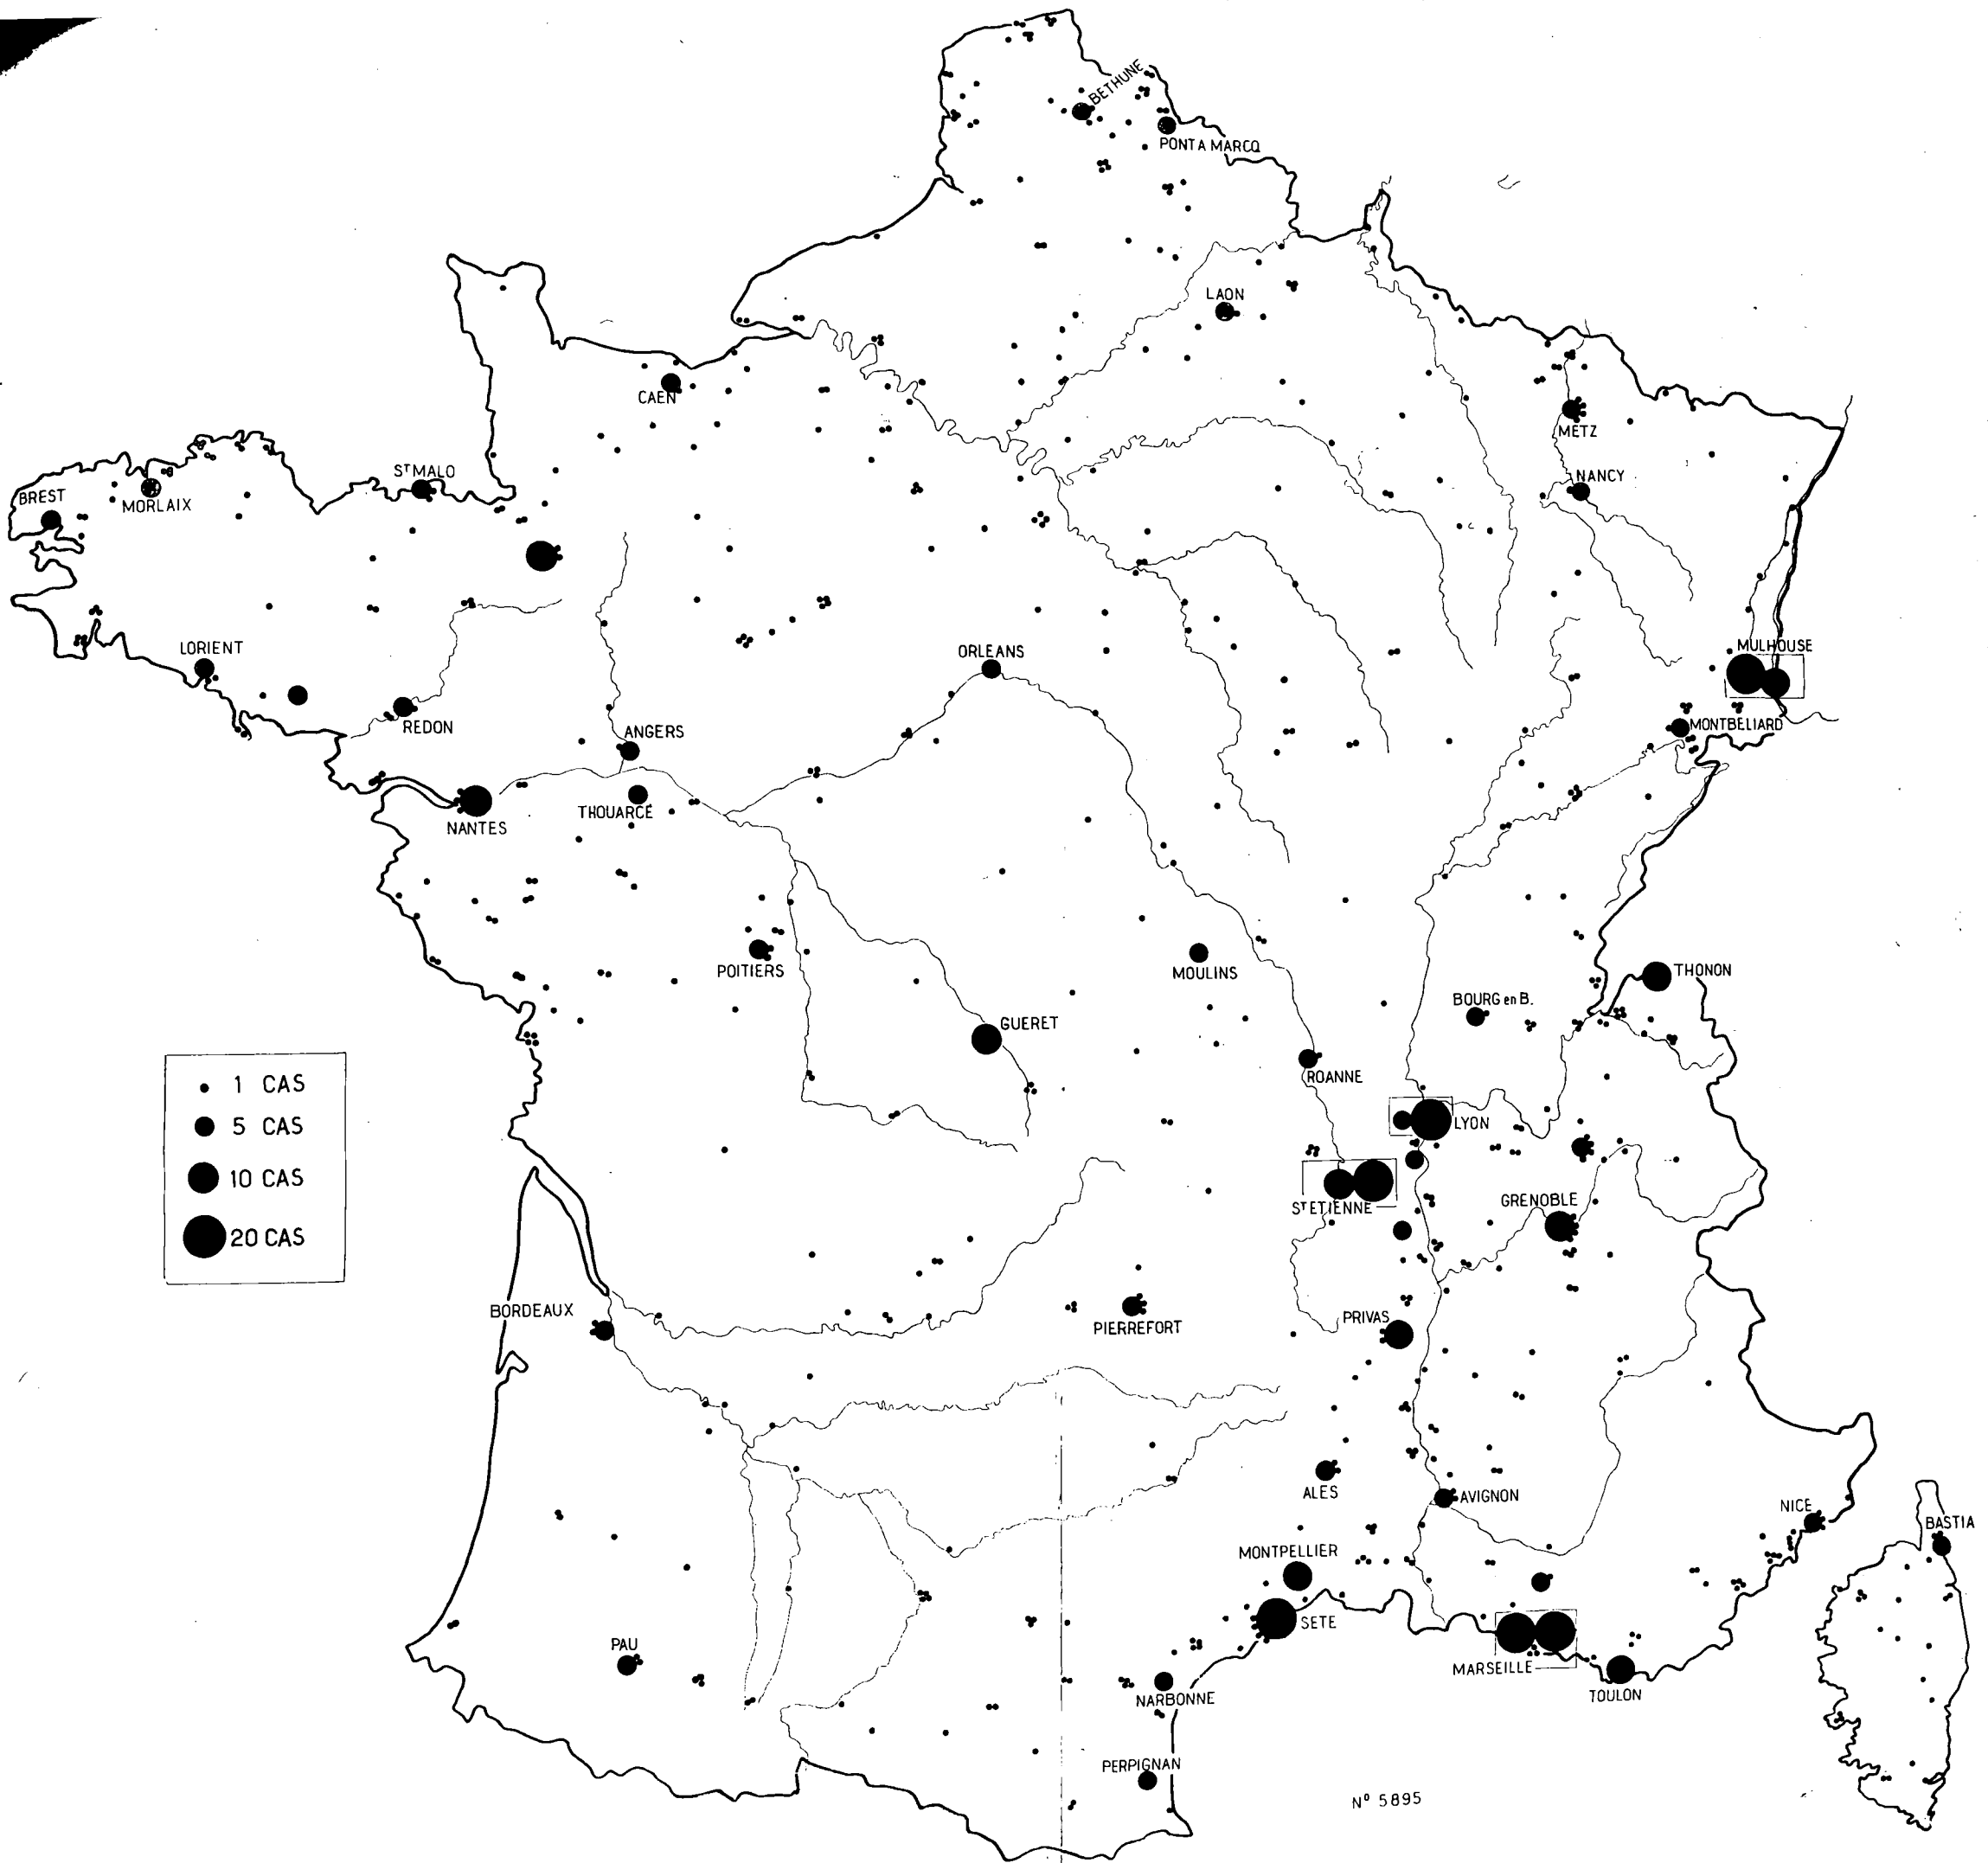 BETHUNE
PONT A MARCQ
LAON
CAEN
METZ
NANCY
ST MALO
BREST
MORLAIX
LORIENT
REDON
ORLEANS
MULHOUSE
MONTBELIARD
ANGERS
THOUARCÉ
NANTES
POITIERS
MOULINS
THONON
BOURG en B.
GUERET
ROANNE
LYON
1 CAS
5 CAS
10 CAS
20 CAS
ST ETIENNE
GRENOBLE
BORDEAUX
PIERREFORT
PRIVAS
ALES
AVIGNON
NICE
BASTIA
MONTPELLIER
SETE
PAU
MARSEILLE
TOULON
NARBONNE
PERPIGNAN
Nº 5895